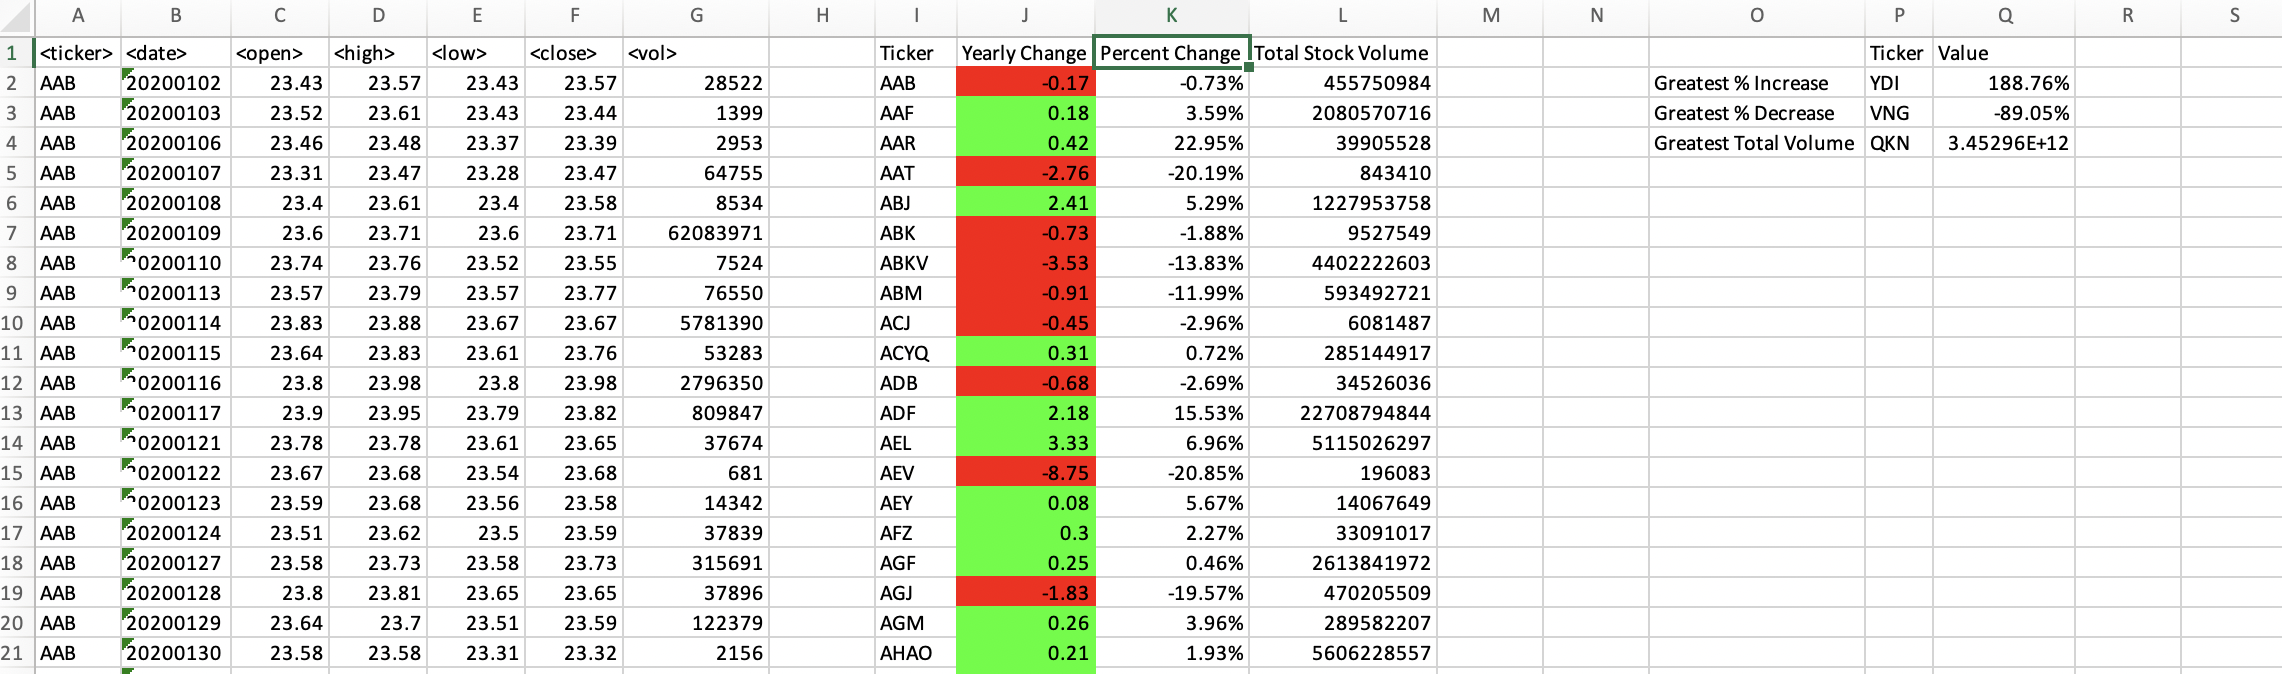 A B C D E F G H I J K L M N O P Q R S
1 <ticker> <date> <open> <high> <low> <close> <vol> Ticker Yearly Change Percent Change Total Stock Volume Ticker Value
2 AAB 20200102 23.43 23.57 23.43 23.57 28522 AAB -0.17 -0.73% 455750984 Greatest % Increase YDI 188.76%
3 AAB 20200103 23.52 23.61 23.43 23.44 1399 AAF 0.18 3.59% 2080570716 Greatest % Decrease VNG -89.05%
4 AAB 20200106 23.46 23.48 23.37 23.39 2953 AAR 0.42 22.95% 39905528 Greatest Total Volume QKN 3.45296E+12
5 AAB 20200107 23.31 23.47 23.28 23.47 64755 AAT -2.76 -20.19% 843410
6 AAB 20200108 23.4 23.61 23.4 23.58 8534 ABJ 2.41 5.29% 1227953758
7 AAB 20200109 23.6 23.71 23.6 23.71 62083971 ABK -0.73 -1.88% 9527549
8 AAB 20200110 23.74 23.76 23.52 23.55 7524 ABKV -3.53 -13.83% 4402222603
9 AAB 20200113 23.57 23.79 23.57 23.77 76550 ABM -0.91 -11.99% 593492721
10 AAB 20200114 23.83 23.88 23.67 23.67 5781390 ACJ -0.45 -2.96% 6081487
11 AAB 20200115 23.64 23.83 23.61 23.76 53283 ACYQ 0.31 0.72% 285144917
12 AAB 20200116 23.8 23.98 23.8 23.98 2796350 ADB -0.68 -2.69% 34526036
13 AAB 20200117 23.9 23.95 23.79 23.82 809847 ADF 2.18 15.53% 22708794844
14 AAB 20200121 23.78 23.78 23.61 23.65 37674 AEL 3.33 6.96% 5115026297
15 AAB 20200122 23.67 23.68 23.54 23.68 681 AEV -8.75 -20.85% 196083
16 AAB 20200123 23.59 23.68 23.56 23.58 14342 AEY 0.08 5.67% 14067649
17 AAB 20200124 23.51 23.62 23.5 23.59 37839 AFZ 0.3 2.27% 33091017
18 AAB 20200127 23.58 23.73 23.58 23.73 315691 AGF 0.25 0.46% 2613841972
19 AAB 20200128 23.8 23.81 23.65 23.65 37896 AGJ -1.83 -19.57% 470205509
20 AAB 20200129 23.64 23.7 23.51 23.59 122379 AGM 0.26 3.96% 289582207
21 AAB 20200130 23.58 23.58 23.31 23.32 2156 AHAO 0.21 1.93% 5606228557